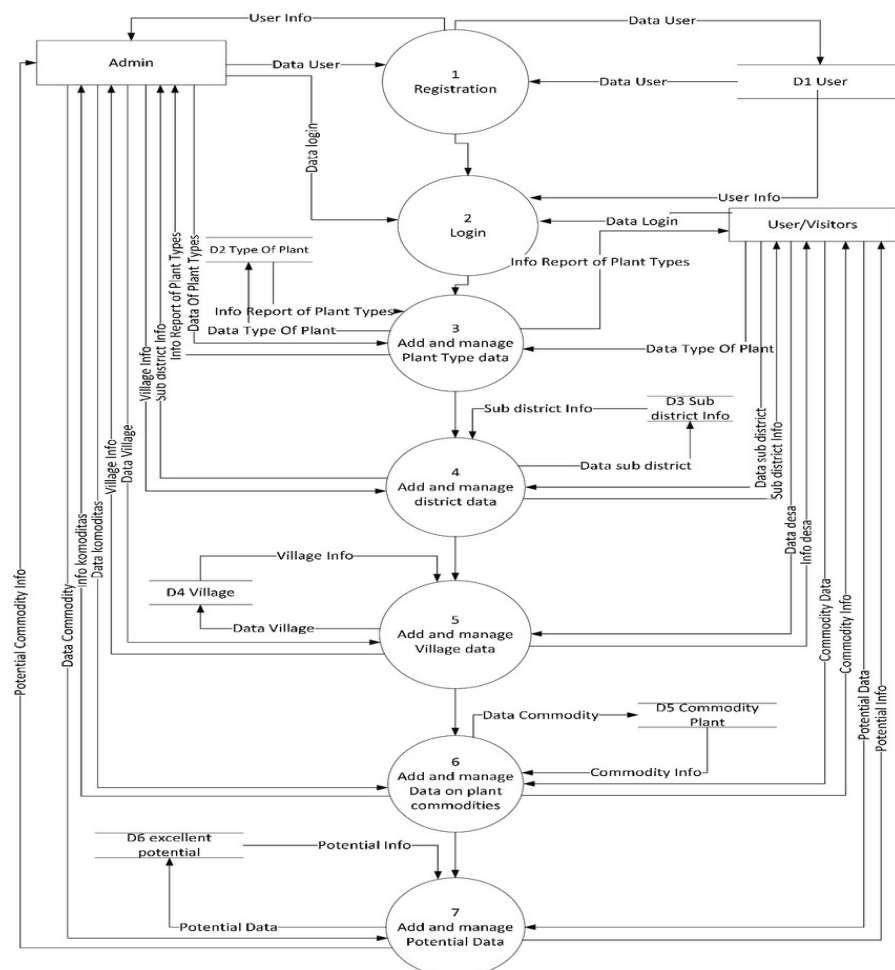 User Info
Data User
Admin
Data User
1
Registration
Data User
D1 User
Data login
User Info
2
Login
Data Login
User/Visitors
D2 Type Of Plant
Info Report of Plant Types
Info Report of Plant Types
Data Type Of Plant
3
Add and manage
Plant Type data
Data Type Of Plant
Village Info
Sub district Info
Info Report of Plant Types
Data Of Plant Types
Sub district Info
D3 Sub
district Info
4
Add and manage
district data
Data sub district
Data sub district
Sub district Info
Village Info
Data Village
Village Info
D4 Village
Data Village
5
Add and manage
Village data
Data desa
Info desa
Potential Commodity Info
Data Commodity
Info komoditas
Data komoditas
Data Commodity
D5 Commodity
Plant
6
Add and manage
Data on plant
commodities
Commodity Info
Commodity Data
Commodity Info
Potential Data
Potential Info
D6 excellent
potential
Potential Info
Potential Data
7
Add and manage
Potential Data